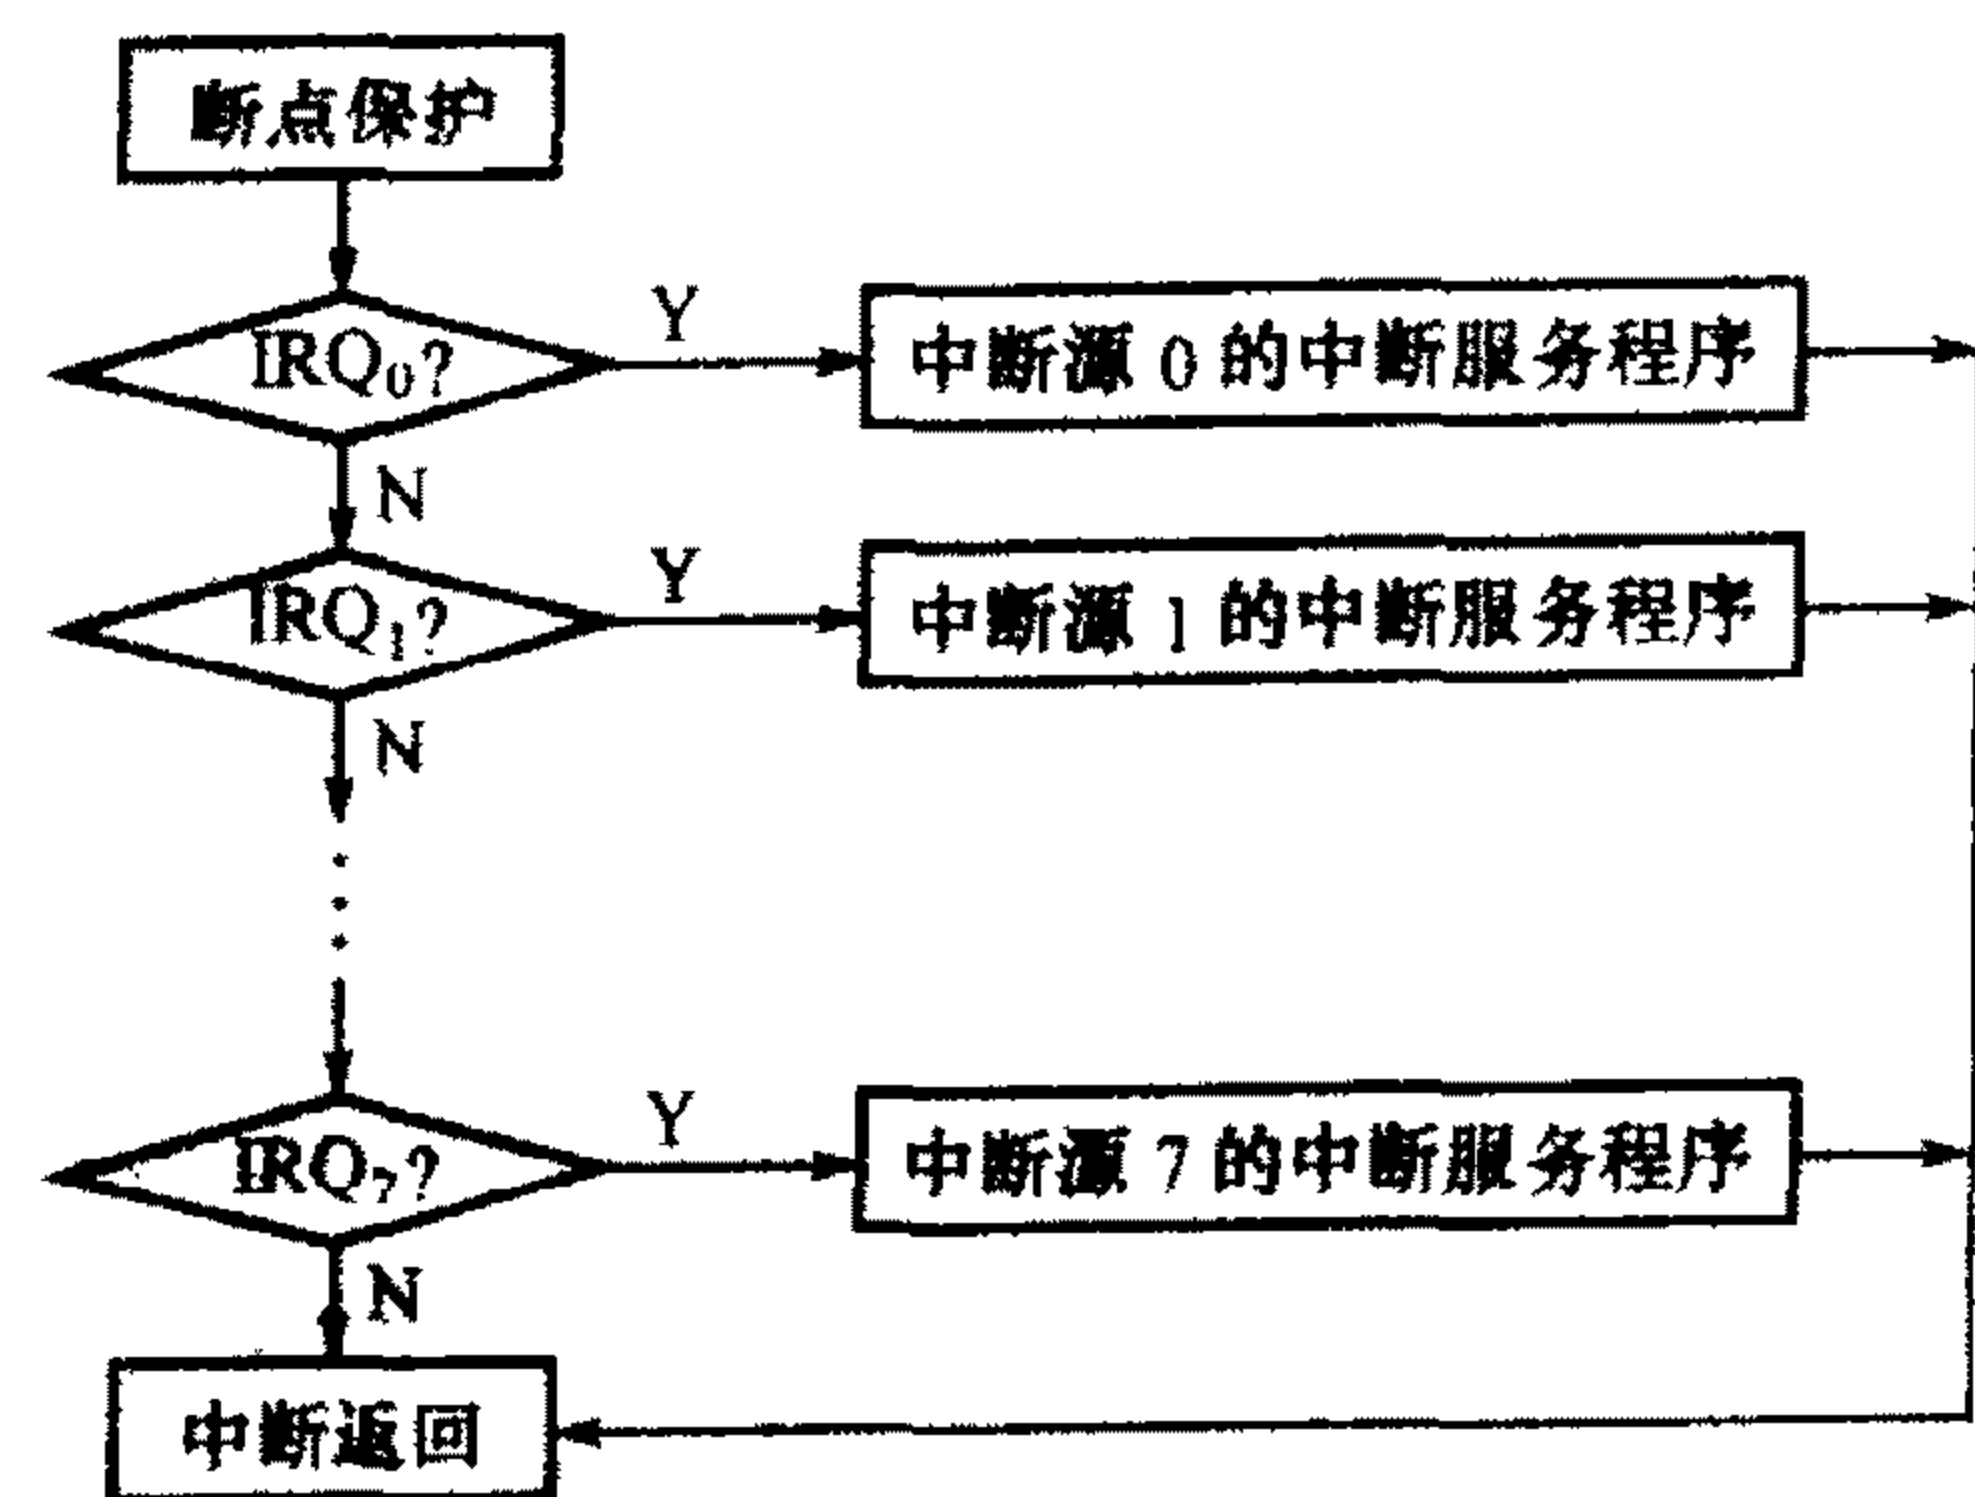 断点保护
IRQ₀?
Y
中断源 0 的中断服务程序
N
IRQ₁?
Y
中断源 1 的中断服务程序
N
IRQ₇?
Y
中断源 7 的中断服务程序
N
中断返回